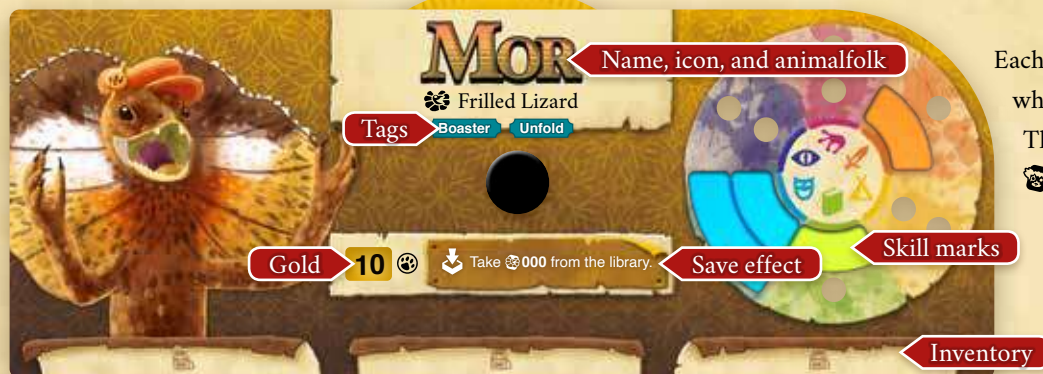 MOR
Name, icon, and animalfolk
Frilled Lizard
Tags
Boaster
Unfold
Gold
10
Take 000 from the library.
Save effect
Skill marks
Inventory
Each
wh
Th